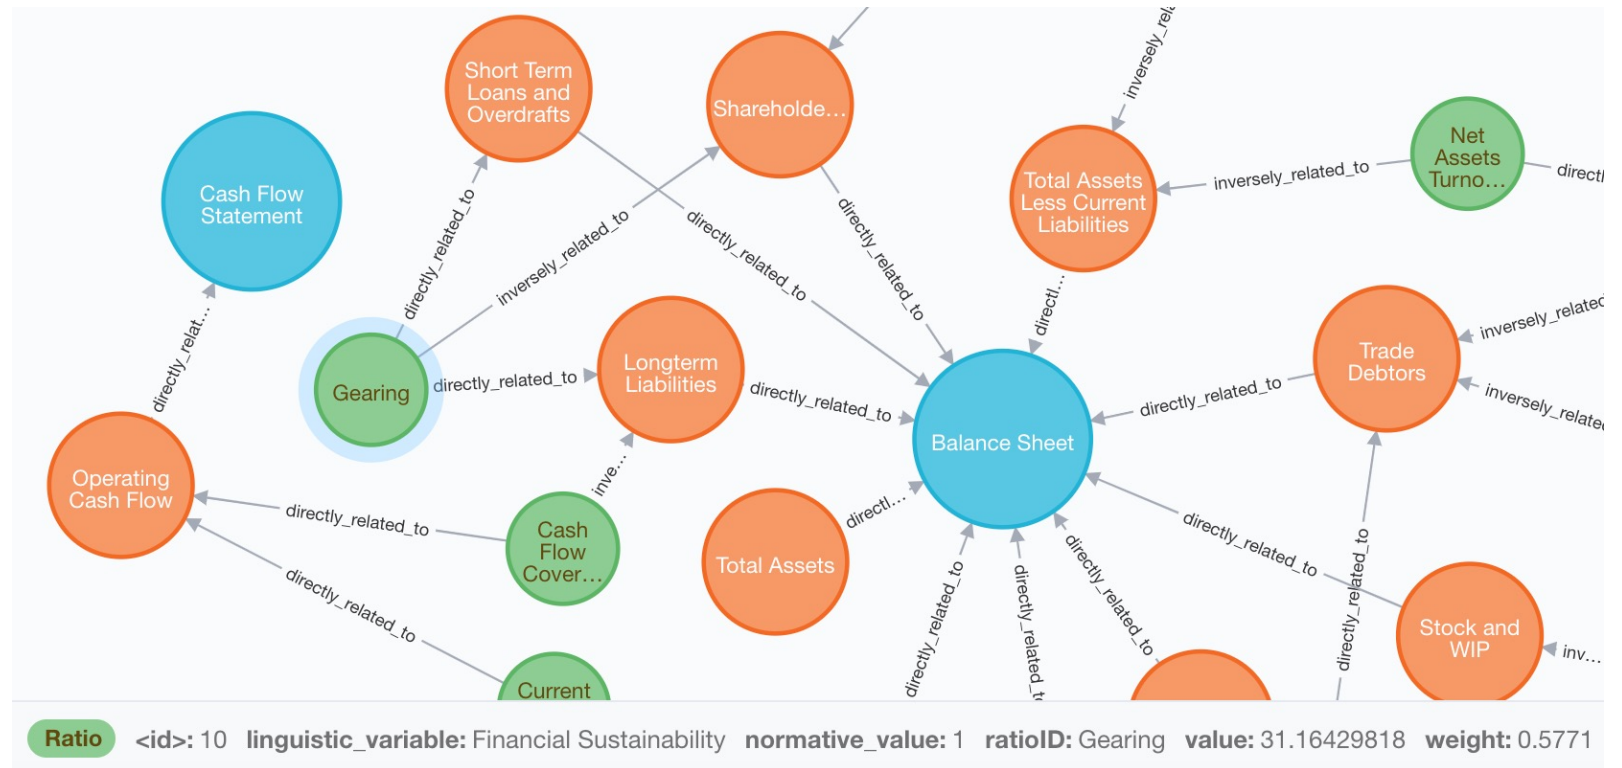 Short Term
Loans and
Overdrafts
Shareholde…
inversely_rel
Net
Assets
Turno…
Cash Flow
Statement
Total Assets
Less Current
Liabilities
inversely_related_to
directl
directly_related_to
inversely_related_to
directly_related_to
directly_related_to
directl…
directly_relat…
Gearing
directly_related_to
Longterm
Liabilities
directly_related_to
Trade
Debtors
inversely_related
inversely_related
directly_related_to
Balance Sheet
Operating
Cash Flow
inve…
directly_related_to
Cash
Flow
Cover…
Total Assets
directl…
directly_related_to
directly_related_to
directly_related_to
directly_related_to
directly_related_to
directly_related_to
directly_related_to
Stock and
WIP
inv…
Current
Ratio <id>: 10 linguistic_variable: Financial Sustainability normative_value: 1 ratioID: Gearing value: 31.16429818 weight: 0.5771